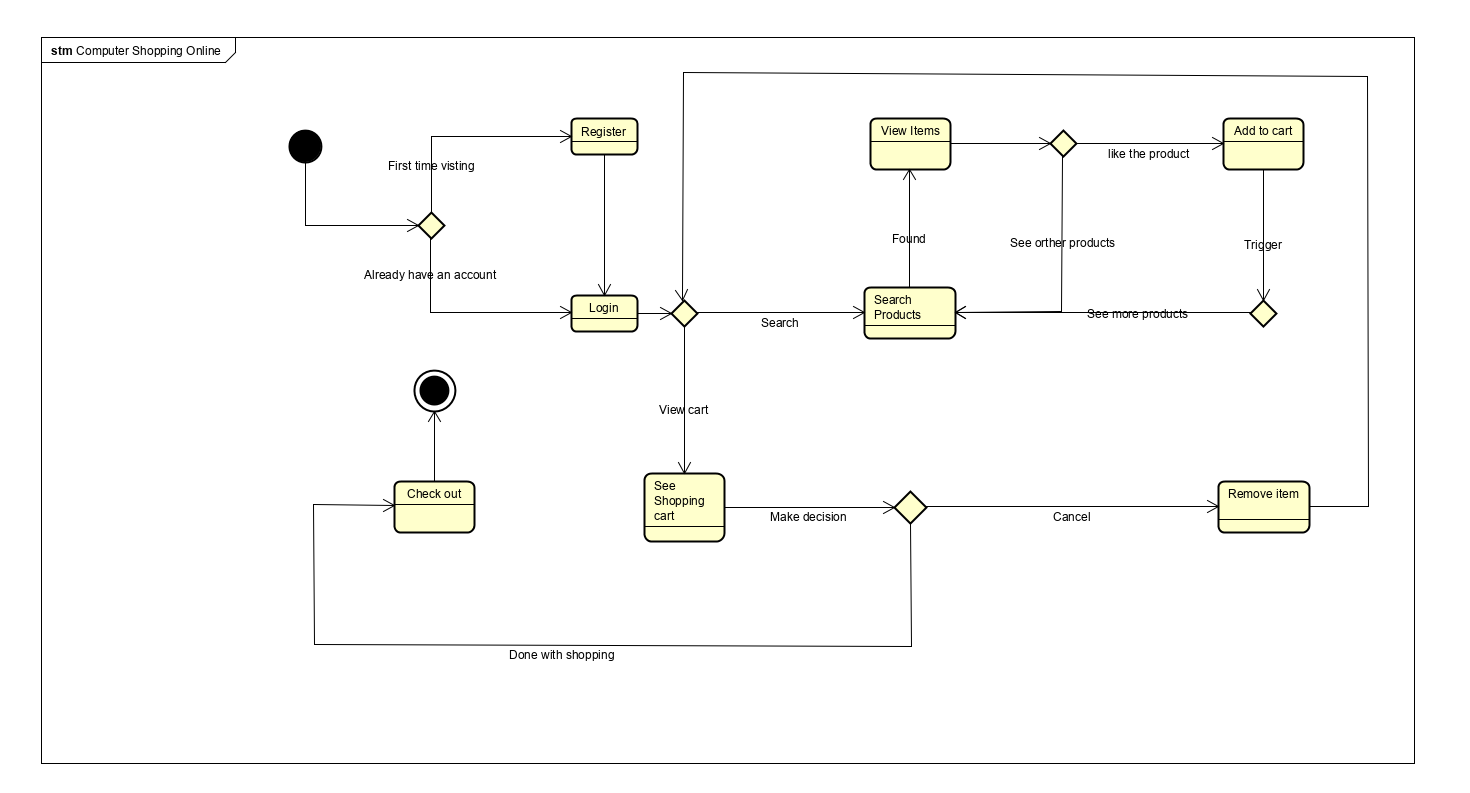 stm Computer Shopping Online
Register
View Items
Add to cart
like the product
First time visting
Found
See orther products
Trigger
Already have an account
Login
Search
Search
Products
See more products
View cart
See
Shopping
cart
Check out
Make decision
Cancel
Remove item
Done with shopping